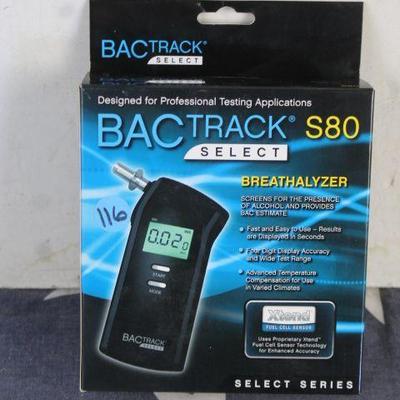 BACTRACK®
SELECT
Designed for Professional Testing Applications
BACTRACK® S80
SELECT
BREATHALYZER
SCREENS FOR THE PRESENCE
OF ALCOHOL AND PROVIDES
BAC ESTIMATE
• Fast and Easy to Use – Results
are Displayed in Seconds
• Four Digit Display Accuracy
and Wide Test Range
• Advanced Temperature
Compensation for Use
in Varied Climates
116
START
MODE
BACTRACK
SELECT
Xtend
FUEL CELL SENSOR
Uses Proprietary Xtend™
Fuel Cell Sensor Technology
for Enhanced Accuracy
SELECT SERIES